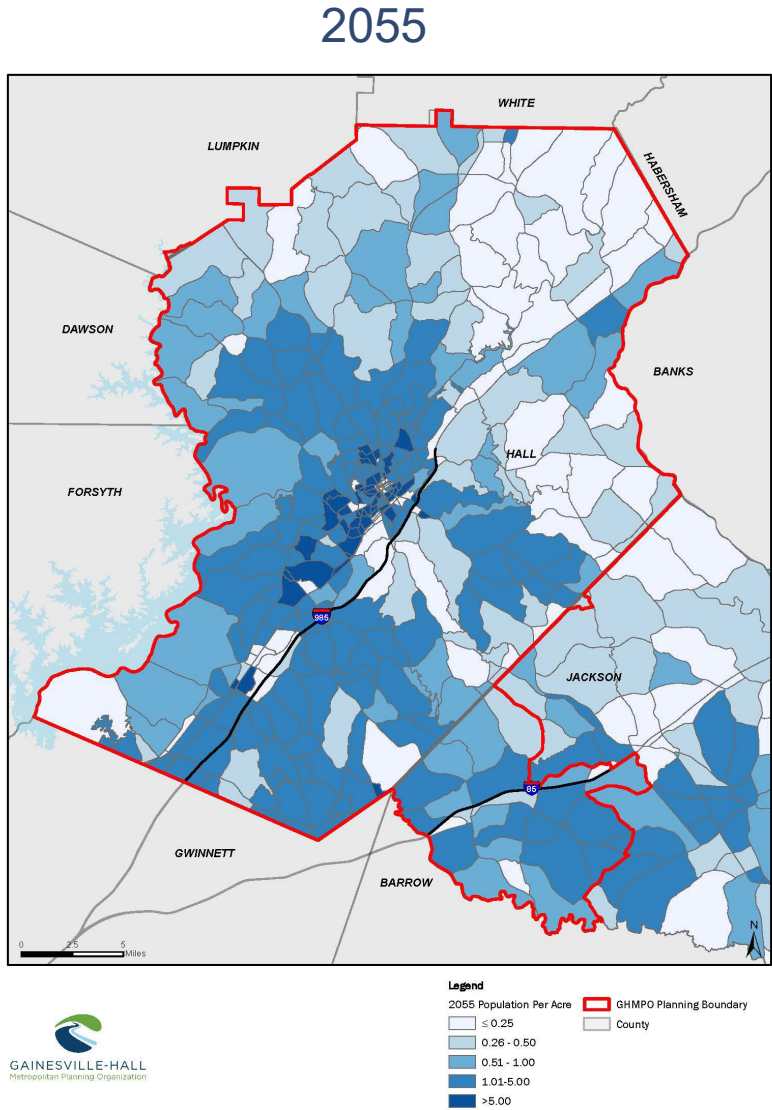 2055
WHITE
LUMPKIN
HABERSHAM
DAWSON
BANKS
HALL
FORSYTH
985
JACKSON
85
GWINNETT
BARROW
N
0 2.5 5
Miles
Legend
2055 Population Per Acre
≤ 0.25
0.26 - 0.50
0.51 - 1.00
1.01-5.00
>5.00
GHMPO Planning Boundary
County
GAINESVILLE-HALL
Metropolitan Planning Organization